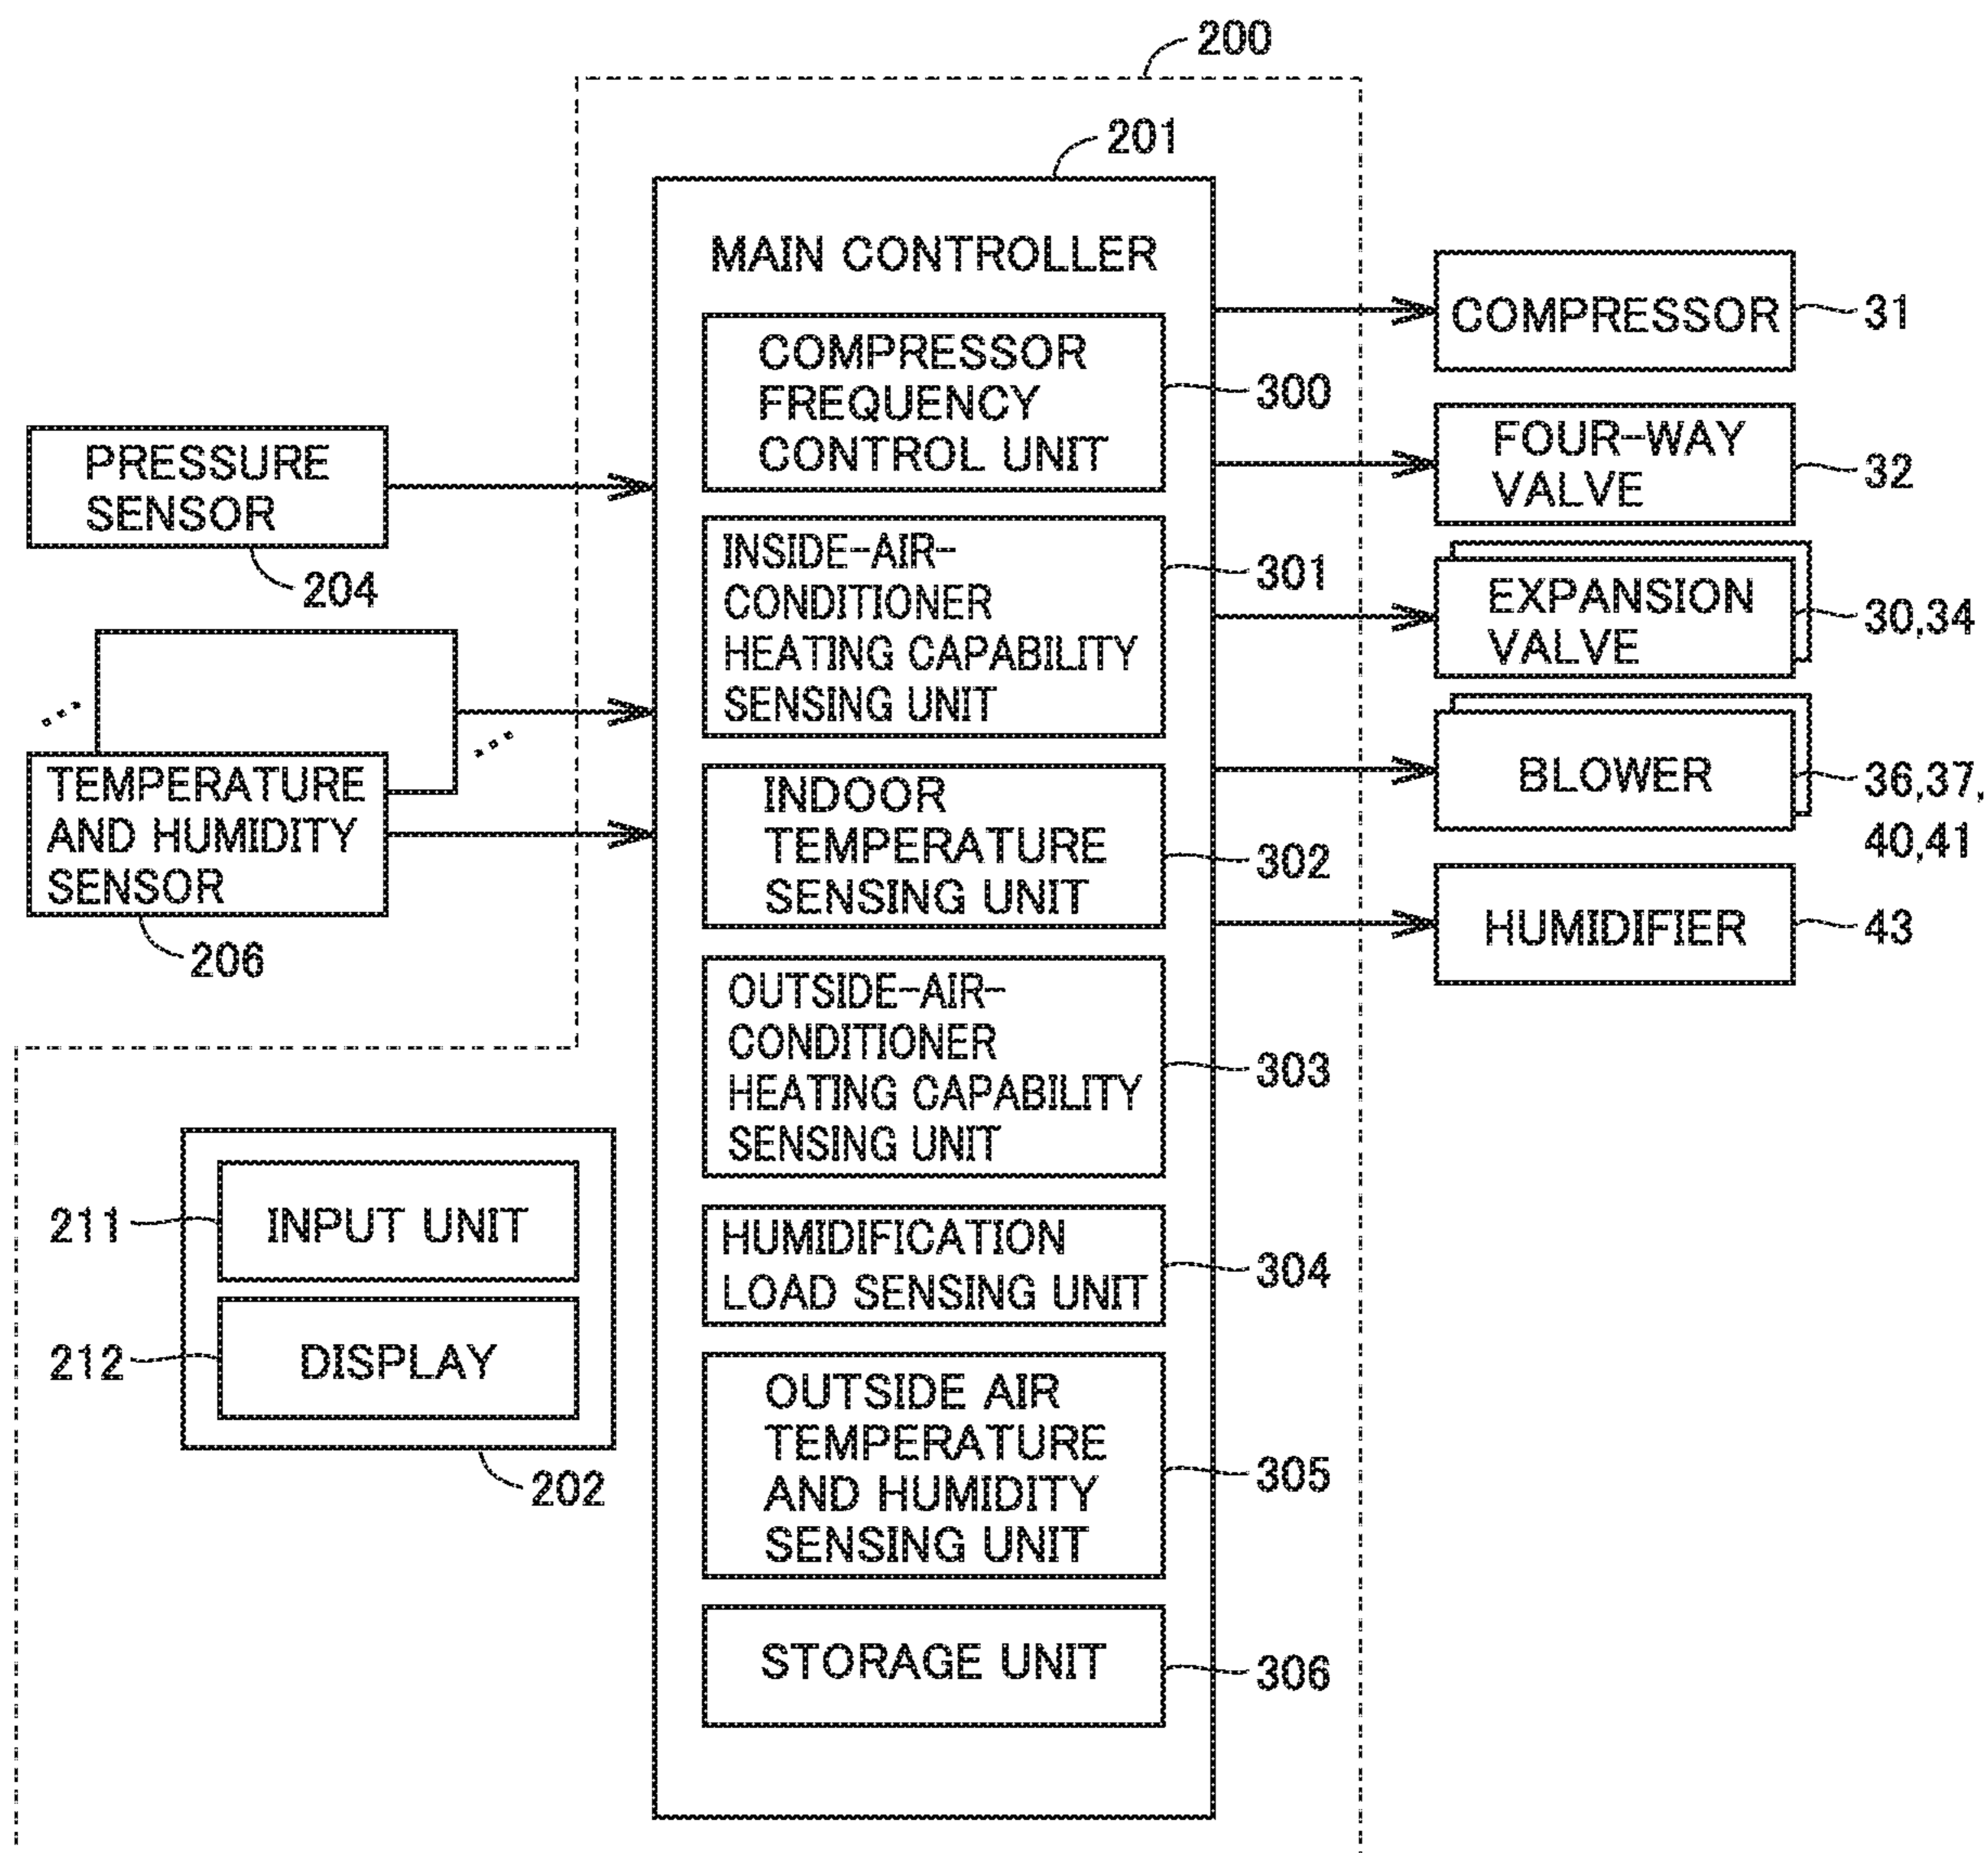 200
201
MAIN CONTROLLER
COMPRESSOR
FREQUENCY
CONTROL UNIT
300
INSIDE-AIR-
CONDITIONER
HEATING CAPABILITY
SENSING UNIT
301
INDOOR
TEMPERATURE
SENSING UNIT
302
OUTSIDE-AIR-
CONDITIONER
HEATING CAPABILITY
SENSING UNIT
303
HUMIDIFICATION
LOAD SENSING UNIT
304
OUTSIDE AIR
TEMPERATURE
AND HUMIDITY
SENSING UNIT
305
STORAGE UNIT
306
PRESSURE
SENSOR
204
TEMPERATURE
AND HUMIDITY
SENSOR
206
211
INPUT UNIT
212
DISPLAY
202
COMPRESSOR
31
FOUR-WAY
VALVE
32
EXPANSION
VALVE
30,34
BLOWER
36,37,
40,41
HUMIDIFIER
43